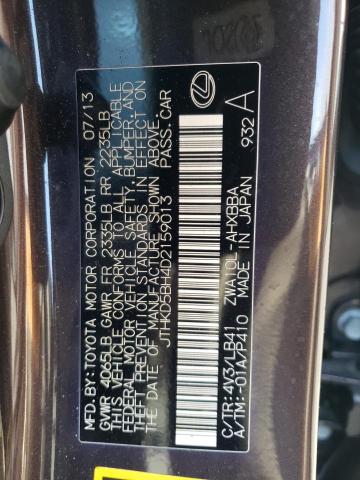 MFD.BY:TOYOTA MOTOR CORPORATION 07/13
GVWR 4065LB GAWR FR 2335LB RR 2235LB
THIS VEHICLE CONFORMS TO ALL APPLICABLE
FEDERAL MOTOR VEHICLE SAFETY, BUMPER, AND
THEFT PREVENTION STANDARDS IN EFFECT ON
THE DATE OF MANUFACTURE SHOWN ABOVE.
JTHKD5BH4D2159013 PASS.CAR
C/TR:4V3/LB41 ZWA10L-AHXBBA
A/TM:-01A/P410 MADE IN JAPAN 932 A